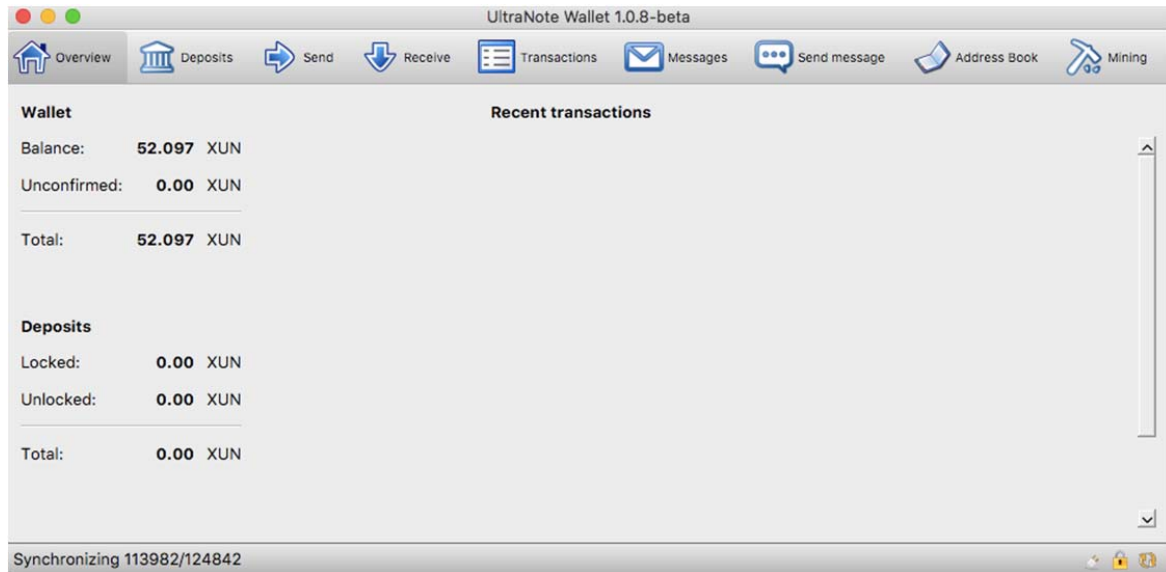 UltraNote Wallet 1.0.8-beta
Overview Deposits Send Receive Transactions Messages Send message Address Book Mining
Wallet
Balance: 52.097 XUN
Unconfirmed: 0.00 XUN
Total: 52.097 XUN
Deposits
Locked: 0.00 XUN
Unlocked: 0.00 XUN
Total: 0.00 XUN
Recent transactions
Synchronizing 113982/124842